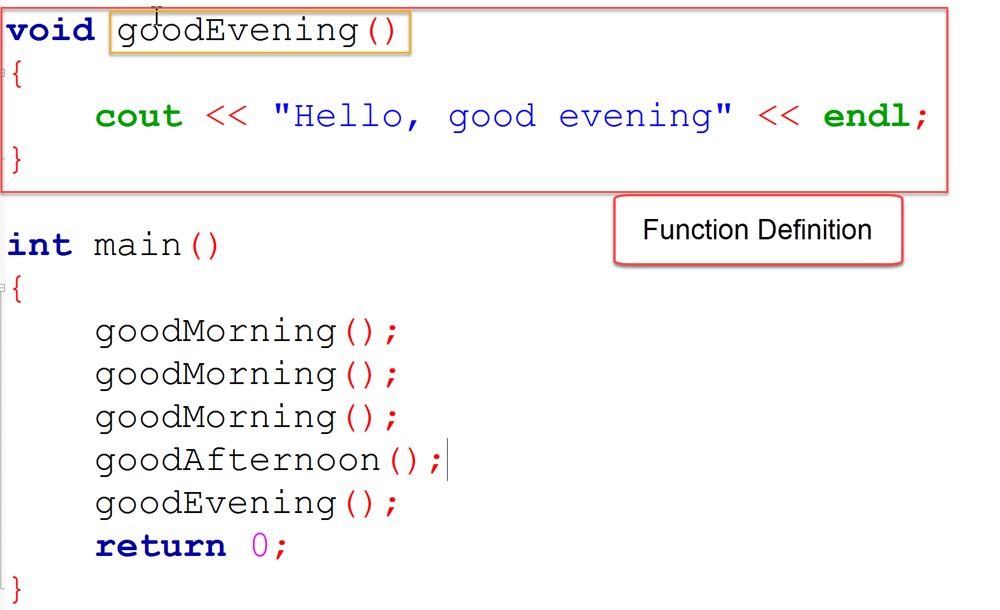 void goodEvening()
{
cout << "Hello, good evening" << endl;
}
Function Definition
int main()
{
goodMorning();
goodMorning();
goodMorning();
goodAfternoon();
goodEvening();
return 0;
}